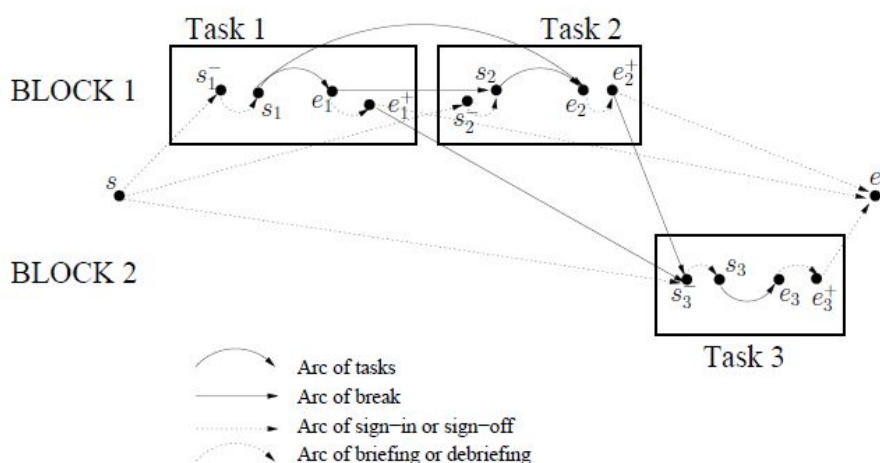 Task 1 Task 2
BLOCK 1
s₁⁻ s₁ e₁ e₁⁺ s₂⁻ s₂ e₂ e₂⁺
s e
BLOCK 2
s₃⁻ s₃ e₃ e₃⁺
Task 3
Arc of tasks
Arc of break
Arc of sign−in or sign−off
Arc of briefing or debriefing